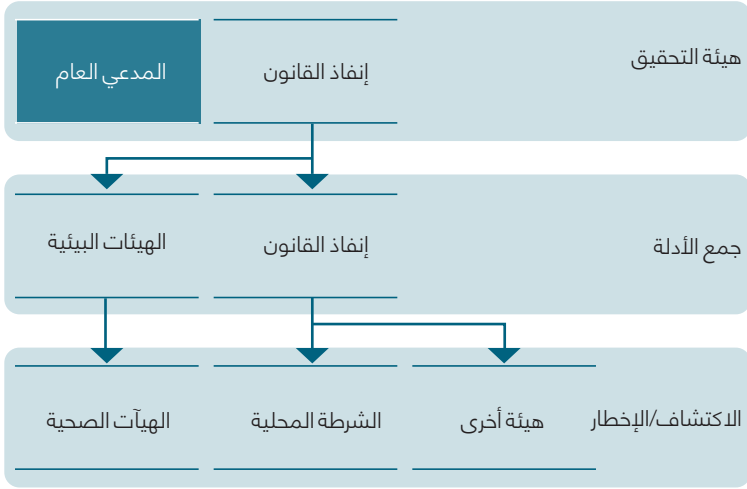 هيئة التحقيق
إنفاذ القانون
المدعي العام
جمع الأدلة
إنفاذ القانون
الهيئات البيئية
الاكتشاف/الإخطار
هيئة أخرى
الشرطة المحلية
الهيآت الصحية